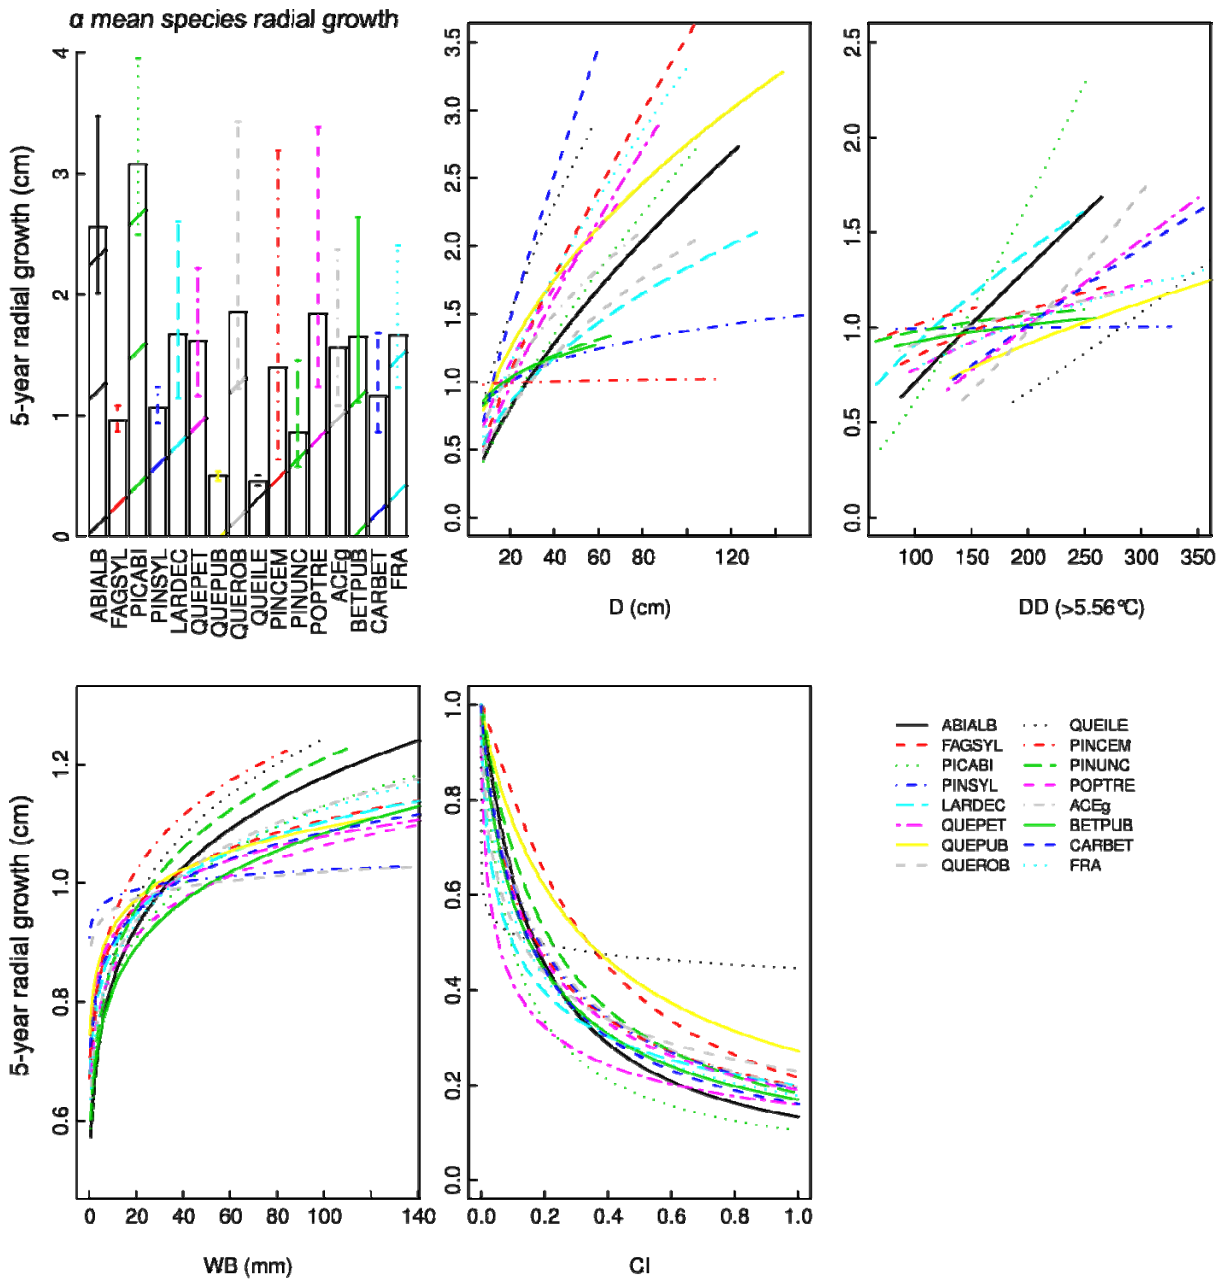 α mean species radial growth
5-year radial growth (cm)
0 1 2 3 4
ABIALB
FAGSYL
PICABI
PINSYL
LARDEC
QUEPET
QUEPUB
QUEROB
QUEILE
PINCEM
PINUNC
POPTRE
ACEg
BETPUB
CARBET
FRA
0.0 0.5 1.0 1.5 2.0 2.5 3.0 3.5
20 40 60 80 120
D (cm)
0.0 0.5 1.0 1.5 2.0 2.5
100 150 200 250 300 350
DD (>5.56°C)
5-year radial growth (cm)
0.6 0.8 1.0 1.2
0 20 40 60 80 100 140
WB (mm)
0.0 0.2 0.4 0.6 0.8 1.0
0.0 0.2 0.4 0.6 0.8 1.0
CI
ABIALB
FAGSYL
PICABI
PINSYL
LARDEC
QUEPET
QUEPUB
QUEROB
QUEILE
PINCEM
PINUNC
POPTRE
ACEg
BETPUB
CARBET
FRA